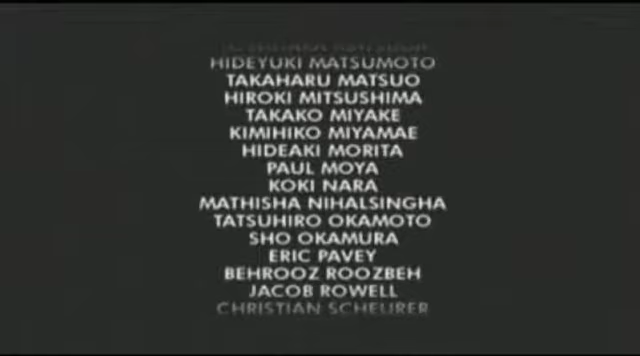 HIDEYUKI MATSUMOTO
TAKAHARU MATSUO
HIROKI MITSUSHIMA
TAKAKO MIYAKE
KIMIHIKO MIYAMAE
HIDEAKI MORITA
PAUL MOYA
KOKI NARA
MATHISHA NIHALSINGHA
TATSUHIRO OKAMOTO
SHO OKAMURA
ERIC PAVEY
BEHROOZ ROOZBEH
JACOB ROWELL
CHRISTIAN SCHEURER